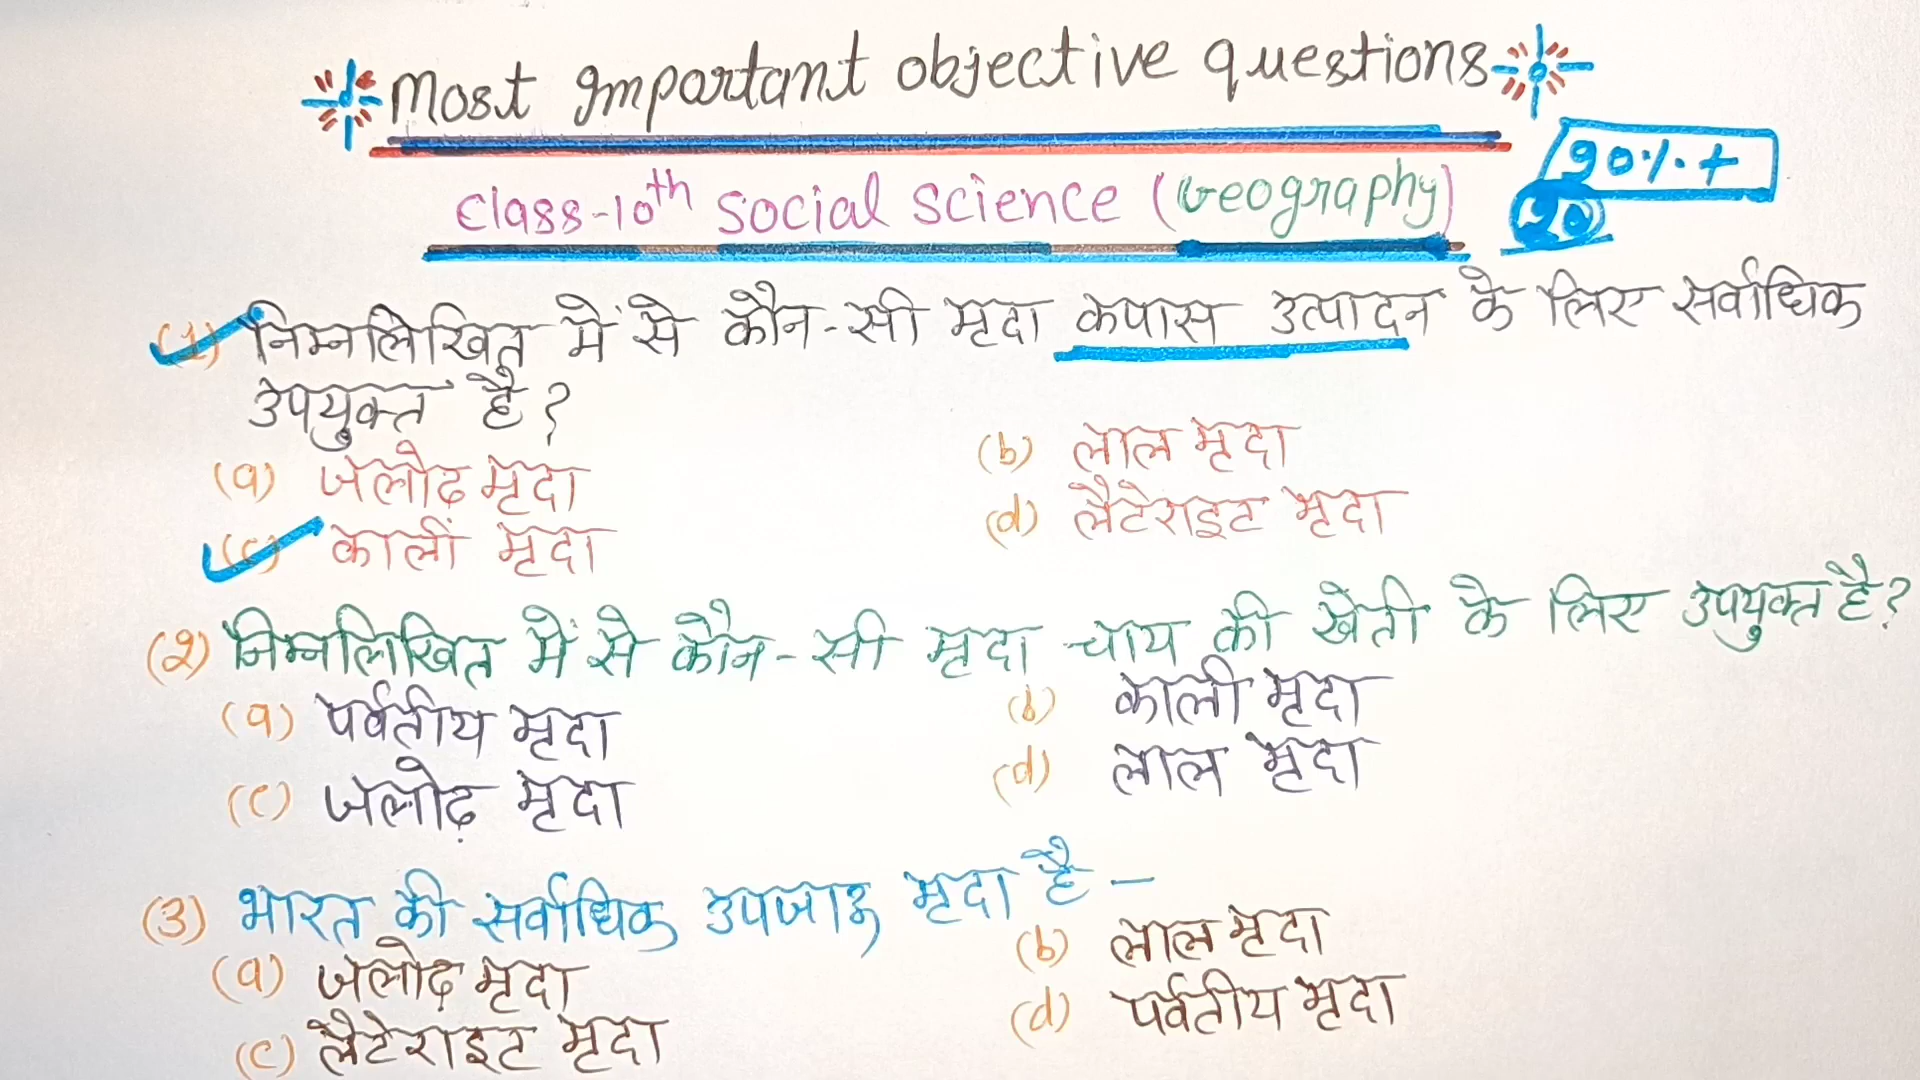 Most Important objective questions
90%+
Class-10th Social Science (Geography)
20
(1) निम्नलिखित में से कौन-सी मृदा कपास उत्पादन के लिए सर्वाधिक
उपयुक्त है?
(a) जलोढ़ मृदा (b) लाल मृदा
(c) काली मृदा (d) लैटेराइट मृदा
(2) निम्नलिखित में से कौन-सी मृदा चाय की खेती के लिए उपयुक्त है?
(a) पर्वतीय मृदा (b) काली मृदा
(c) जलोढ़ मृदा (d) लाल मृदा
(3) भारत की सर्वाधिक उपजाऊ मृदा है –
(a) जलोढ़ मृदा (b) लाल मृदा
(c) लैटेराइट मृदा (d) पर्वतीय मृदा